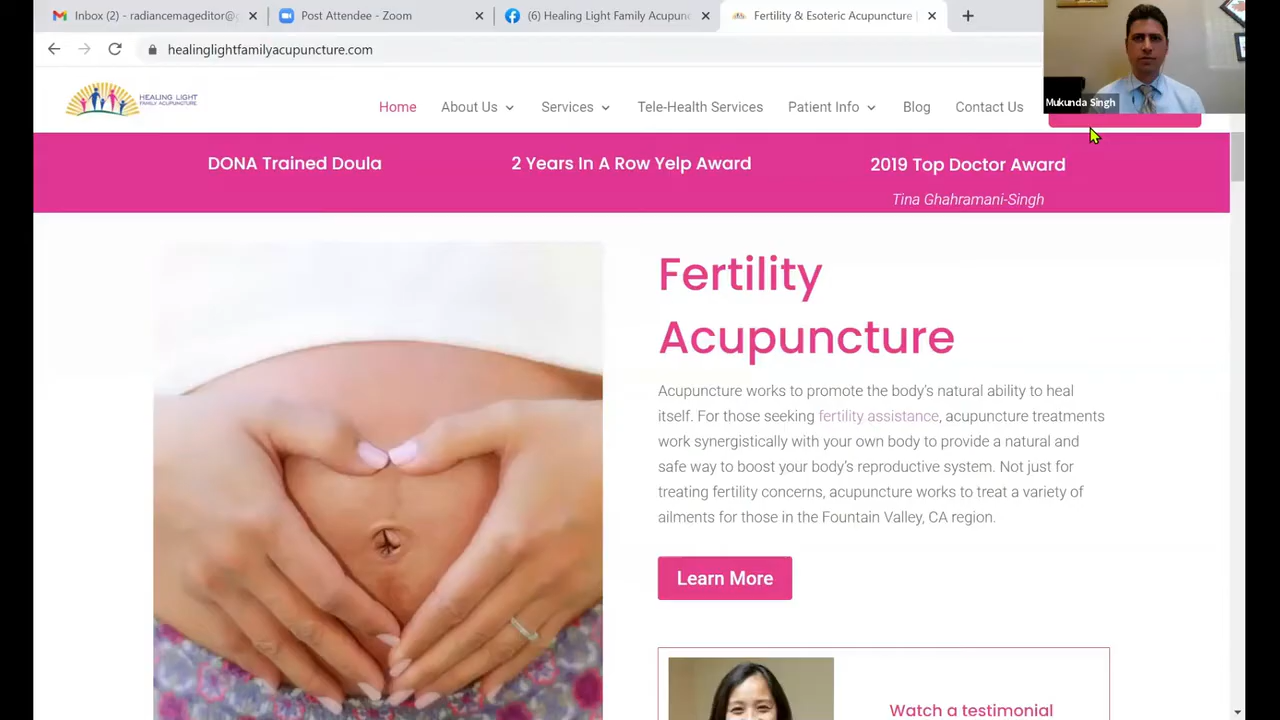 Inbox (2) - radiancemageditor@
Post Attendee - Zoom
(6) Healing Light Family Acupun
Fertility & Esoteric Acupuncture |
healinglightfamilyacupuncture.com
Mukunda Singh
HEALING LIGHT
FAMILY ACUPUNCTURE
Home About Us Services Tele-Health Services Patient Info Blog Contact Us
DONA Trained Doula
2 Years In A Row Yelp Award
2019 Top Doctor Award
Tina Ghahramani-Singh
Fertility
Acupuncture
Acupuncture works to promote the body's natural ability to heal
itself. For those seeking fertility assistance, acupuncture treatments
work synergistically with your own body to provide a natural and
safe way to boost your body's reproductive system. Not just for
treating fertility concerns, acupuncture works to treat a variety of
ailments for those in the Fountain Valley, CA region.
Learn More
Watch a testimonial